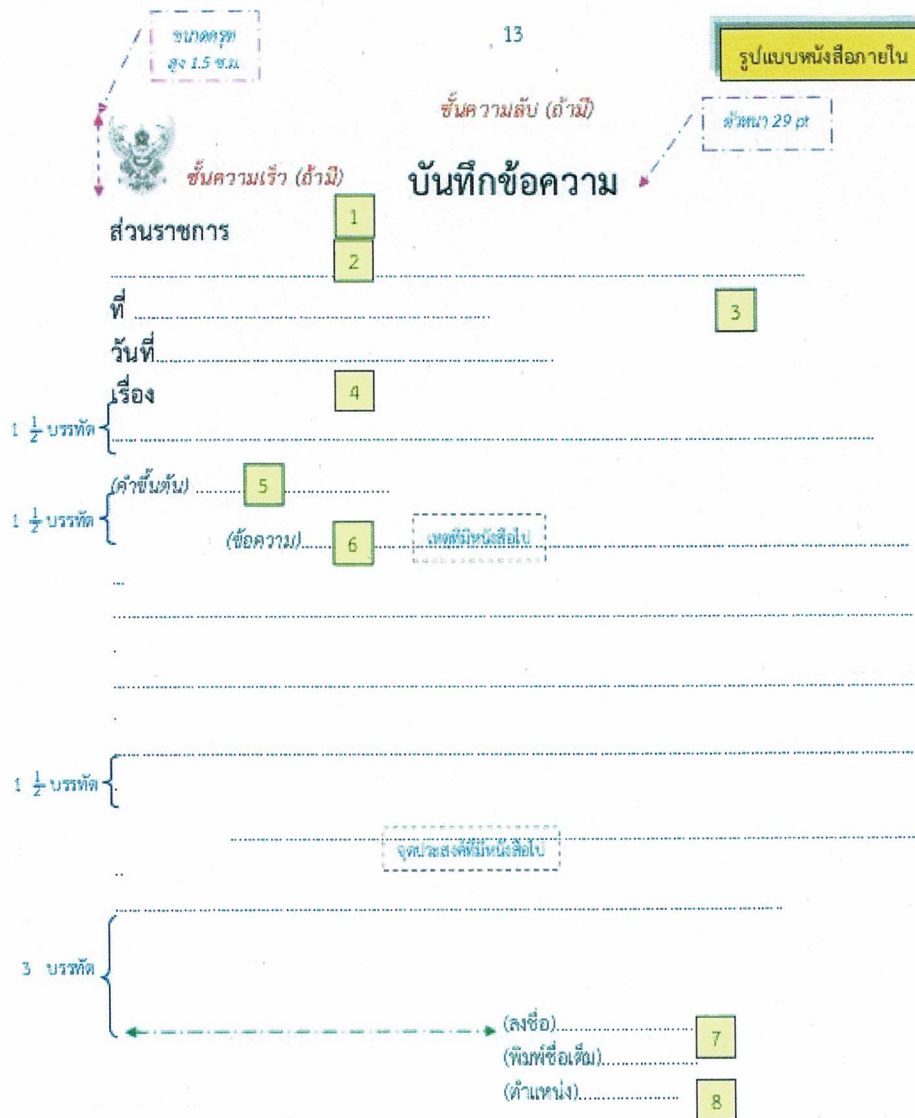 13
ขนาดครุฑ
สูง 1.5 ซ.ม.
รูปแบบหนังสือภายใน
ชั้นความลับ (ถ้ามี)
ตัวหนา 29 pt
ชั้นความเร็ว (ถ้ามี)
บันทึกข้อความ
ส่วนราชการ 1
2
ที่ ........................ 3
วันที่........................
เรื่อง 4
1 1/2 บรรทัด
(คำขึ้นต้น) ......... 5 ....................
1 1/2 บรรทัด
(ข้อความ)...... 6 เหตุที่มีหนังสือไป
1 1/2 บรรทัด
จุดประสงค์ที่มีหนังสือไป
3 บรรทัด
(ลงชื่อ)........................ 7
(พิมพ์ชื่อเต็ม)................
(ตำแหน่ง)................ 8